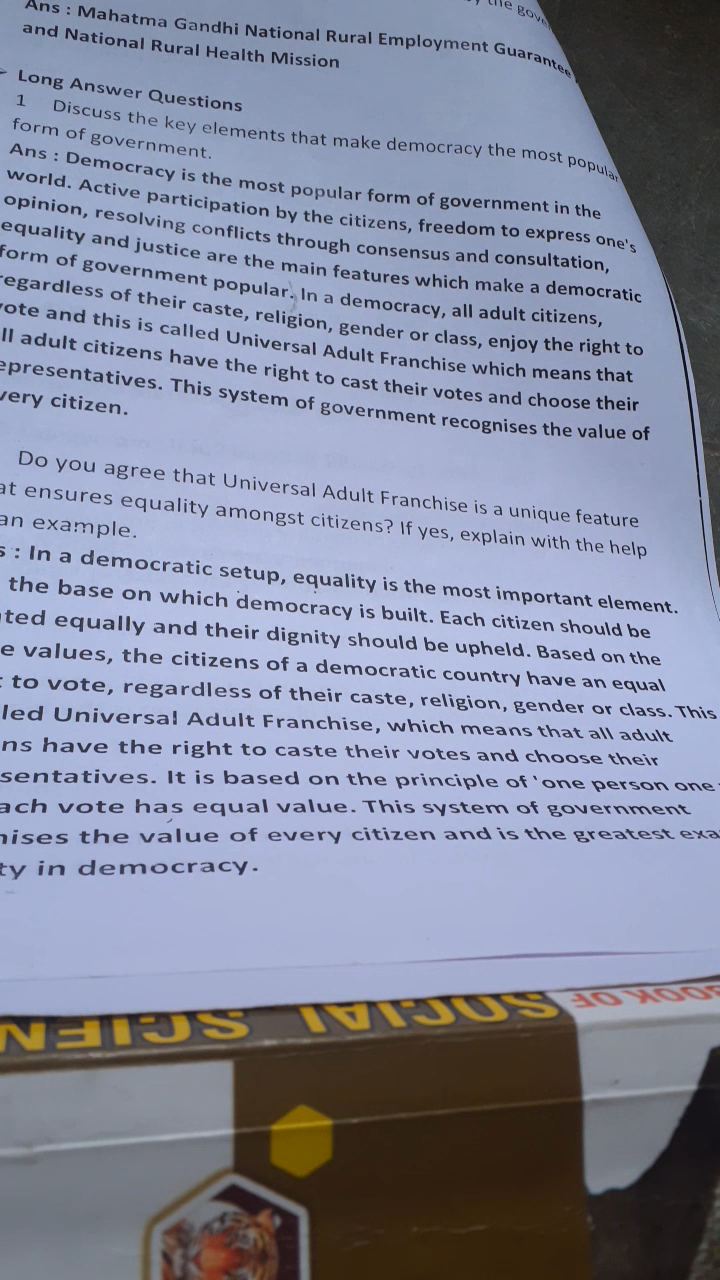 the gove
Ans : Mahatma Gandhi National Rural Employment Guarantee
and National Rural Health Mission
Long Answer Questions
1 Discuss the key elements that make democracy the most popular
form of government.
Ans : Democracy is the most popular form of government in the
world. Active participation by the citizens, freedom to express one's
opinion, resolving conflicts through consensus and consultation,
equality and justice are the main features which make a democratic
form of government popular. In a democracy, all adult citizens,
regardless of their caste, religion, gender or class, enjoy the right to
vote and this is called Universal Adult Franchise which means that
ll adult citizens have the right to cast their votes and choose their
epresentatives. This system of government recognises the value of
very citizen.
Do you agree that Universal Adult Franchise is a unique feature
at ensures equality amongst citizens? If yes, explain with the help
an example.
s : In a democratic setup, equality is the most important element.
the base on which democracy is built. Each citizen should be
ted equally and their dignity should be upheld. Based on the
e values, the citizens of a democratic country have an equal
to vote, regardless of their caste, religion, gender or class. This
led Universal Adult Franchise, which means that all adult
ns have the right to caste their votes and choose their
sentatives. It is based on the principle of 'one person one
ach vote has equal value. This system of government
nises the value of every citizen and is the greatest exa
ty in democracy.
BOOK OF
SOCIAL SCIEN